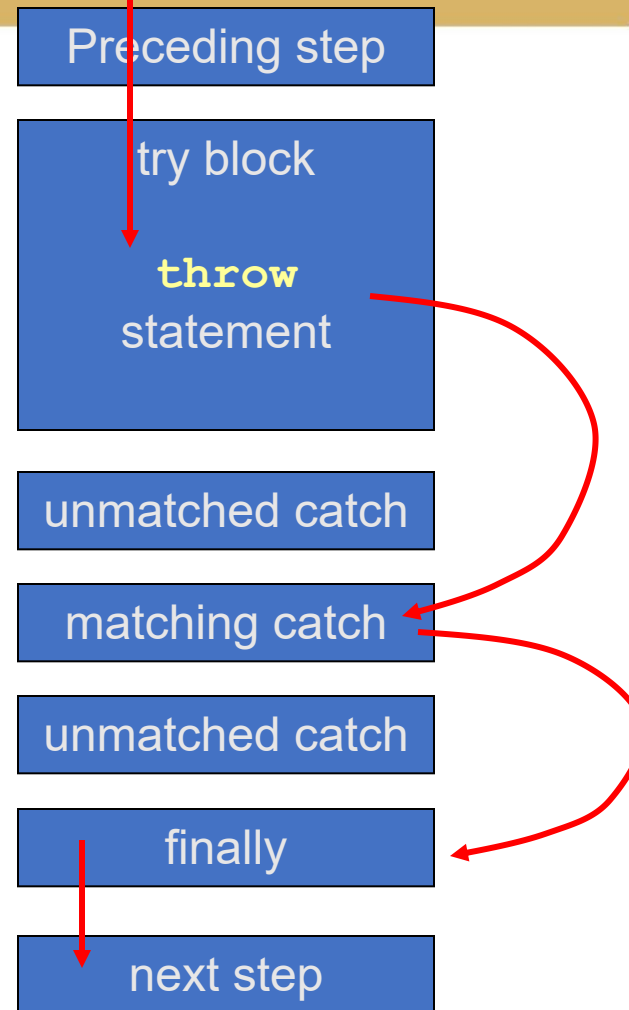 Preceding step
try block
throw
statement
unmatched catch
matching catch
unmatched catch
finally
next step